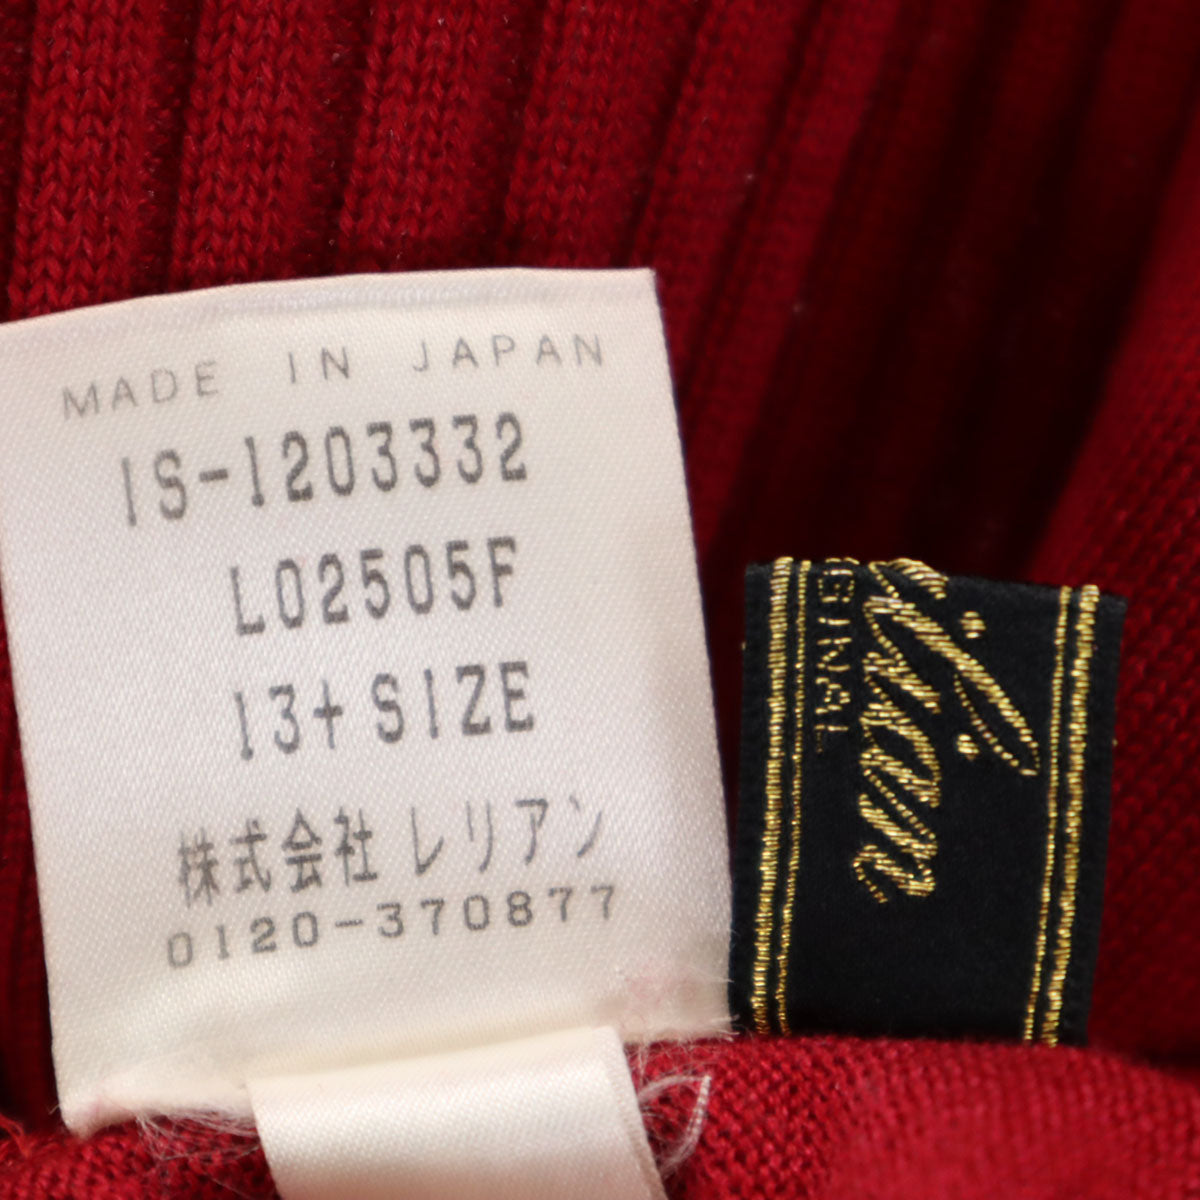 MADE IN JAPAN
IS-1203332
L02505F
13+ SIZE
株式会社 レリアン
0120-370877